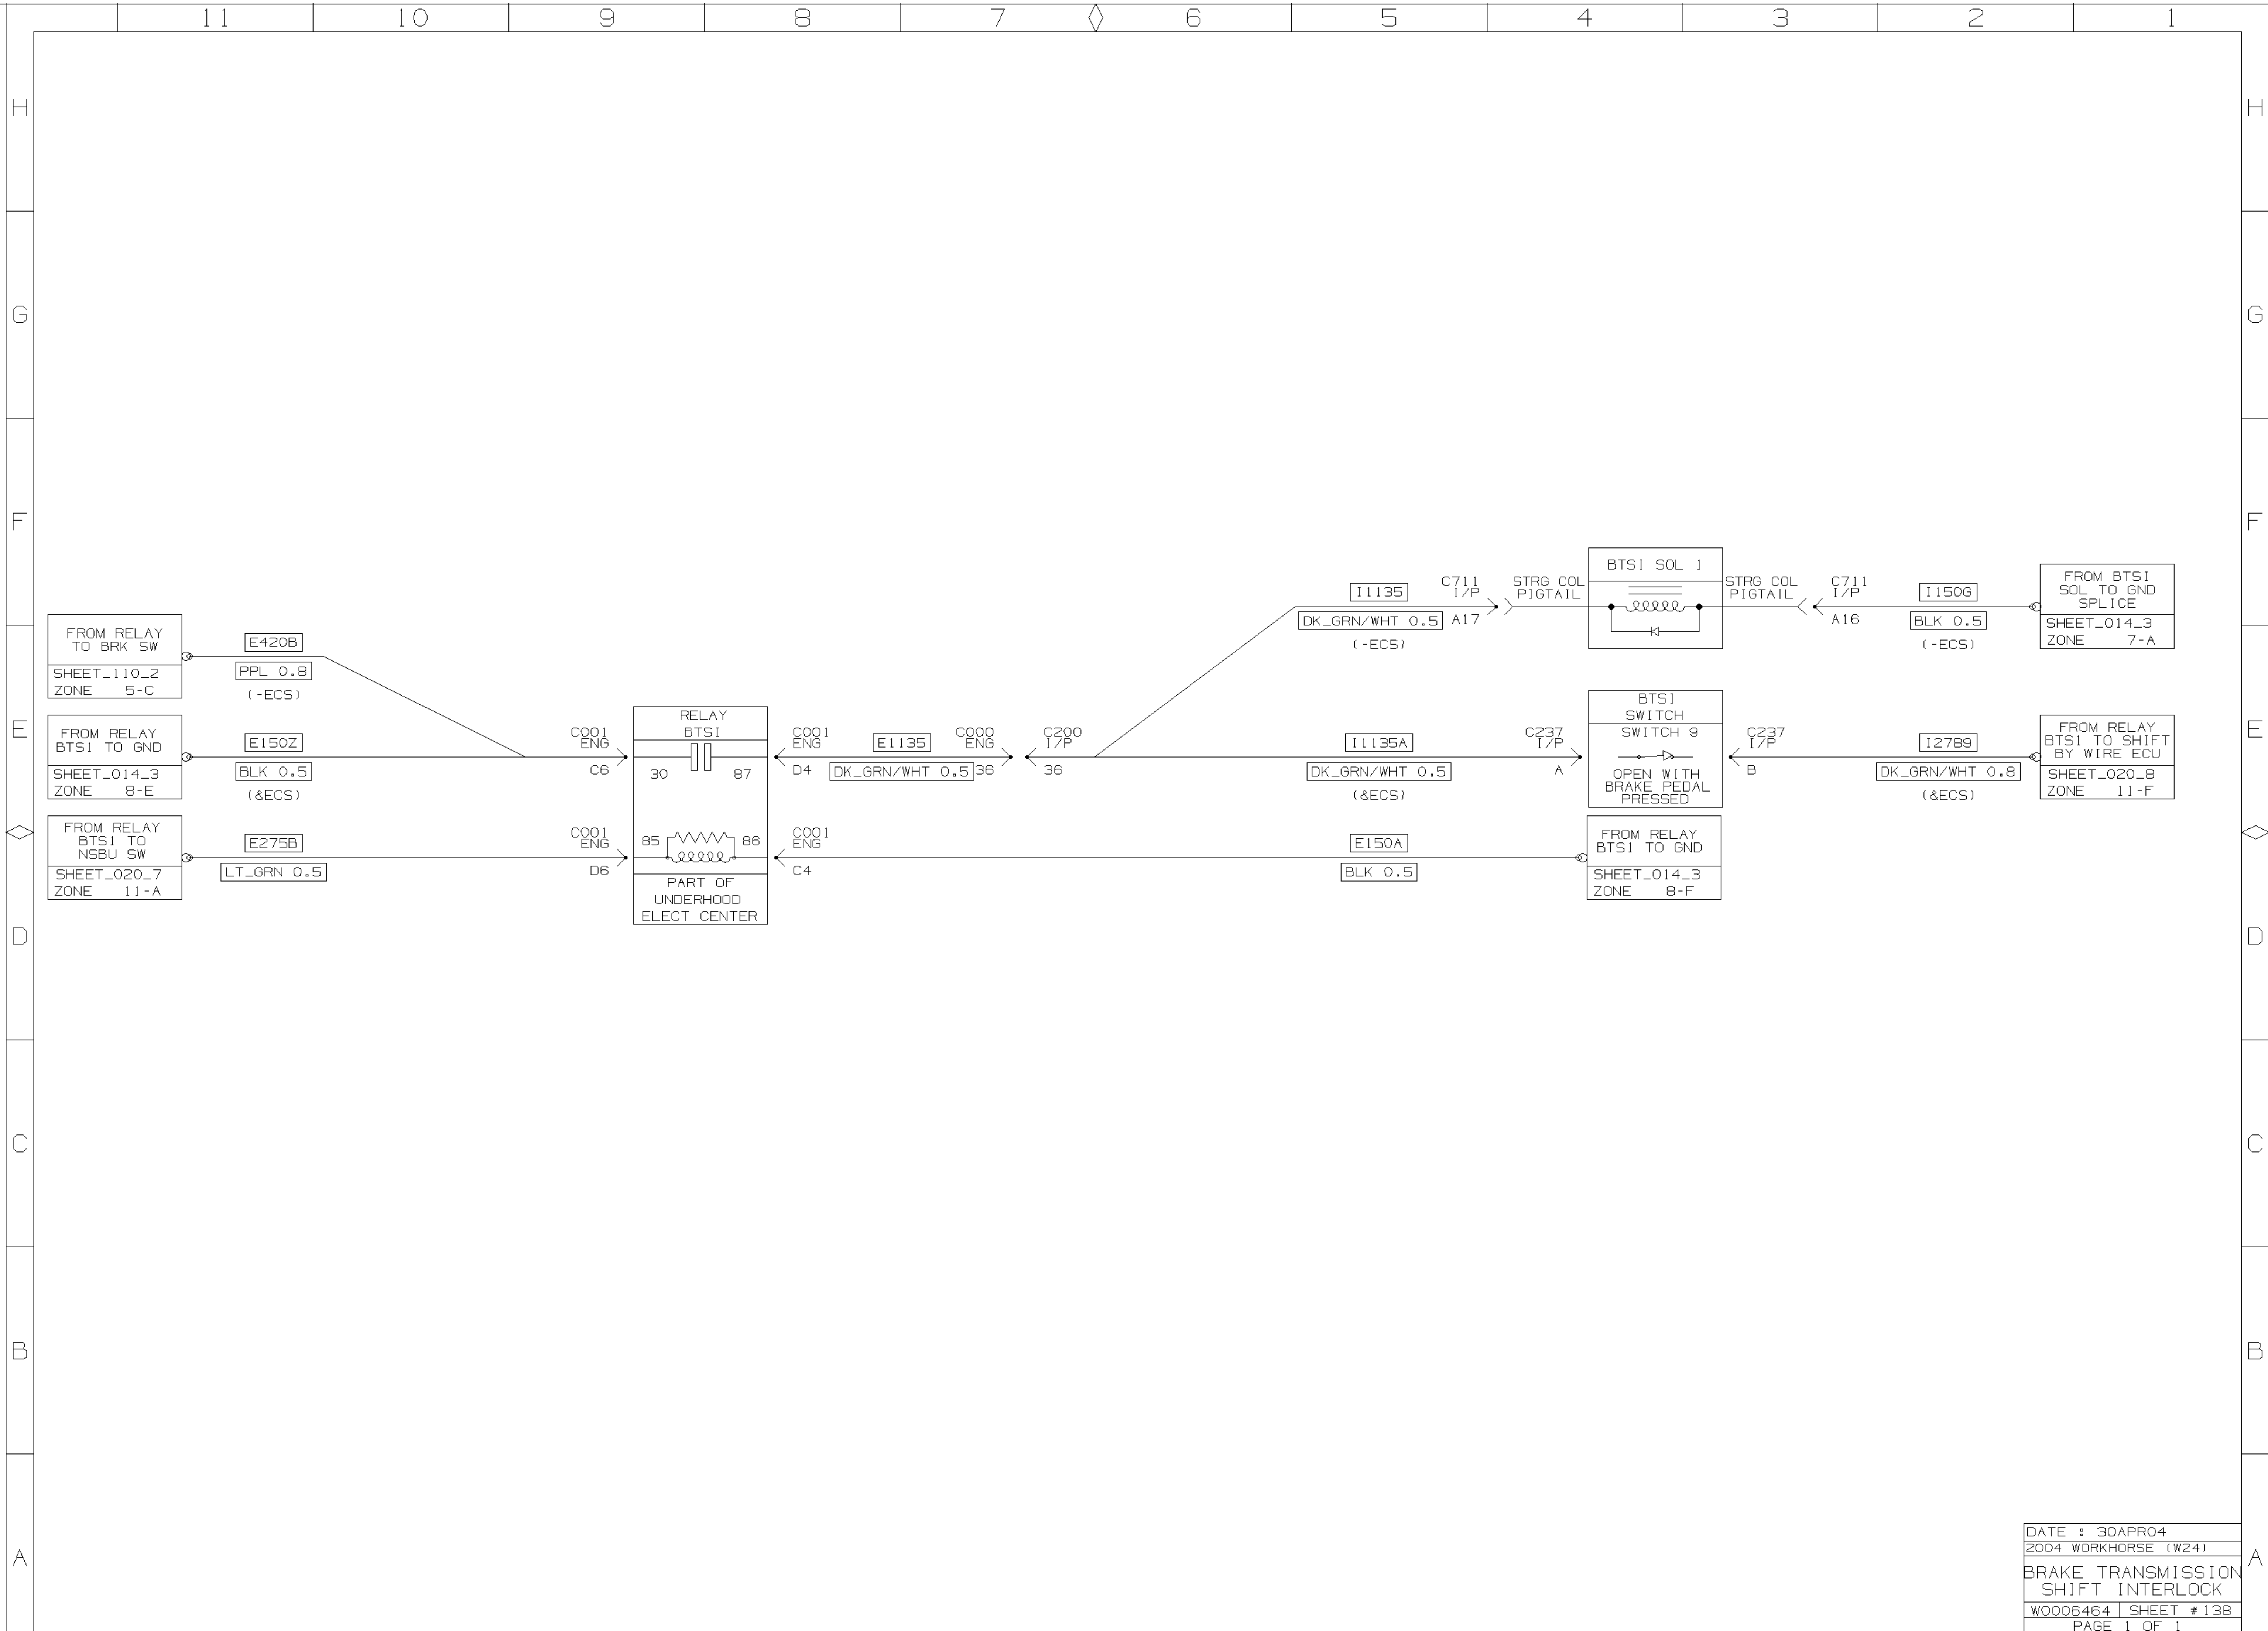 11 10 9 8 7 6 5 4 3 2 1
H H
G G
F F
E E
D D
C C
B B
A A
FROM RELAY
TO BRK SW
SHEET_110_2
ZONE 5-C
E420B
PPL 0.8
(-ECS)
FROM RELAY
BTS1 TO GND
SHEET_014_3
ZONE 8-E
E150Z
BLK 0.5
(&ECS)
FROM RELAY
BTS1 TO
NSBU SW
SHEET_020_7
ZONE 11-A
E275B
LT_GRN 0.5
C001
ENG
C6
C001
ENG
D6
RELAY
BTSI
30 87
85 86
PART OF
UNDERHOOD
ELECT CENTER
C001
ENG
D4
C001
ENG
C4
E1135
DK_GRN/WHT 0.5
C000
ENG
36
C200
I/P
36
I1135
DK_GRN/WHT 0.5
(-ECS)
C711
I/P
A17
STRG COL
PIGTAIL
BTSI SOL 1
STRG COL
PIGTAIL
C711
I/P
A16
I150G
BLK 0.5
(-ECS)
FROM BTSI
SOL TO GND
SPLICE
SHEET_014_3
ZONE 7-A
I1135A
DK_GRN/WHT 0.5
(&ECS)
C237
I/P
A
BTSI
SWITCH
SWITCH 9
OPEN WITH
BRAKE PEDAL
PRESSED
C237
I/P
B
I2789
DK_GRN/WHT 0.8
(&ECS)
FROM RELAY
BTS1 TO SHIFT
BY WIRE ECU
SHEET_020_8
ZONE 11-F
E150A
BLK 0.5
FROM RELAY
BTS1 TO GND
SHEET_014_3
ZONE 8-F
DATE : 30APR04
2004 WORKHORSE (W24)
BRAKE TRANSMISSION
SHIFT INTERLOCK
W0006464 SHEET #138
PAGE 1 OF 1